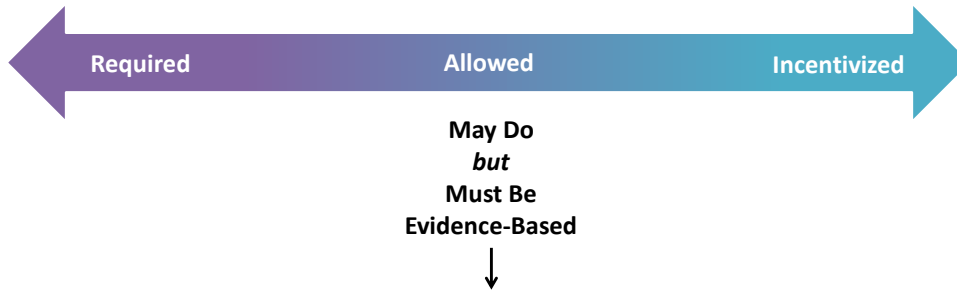 Required Allowed Incentivized
May Do
but
Must Be
Evidence-Based